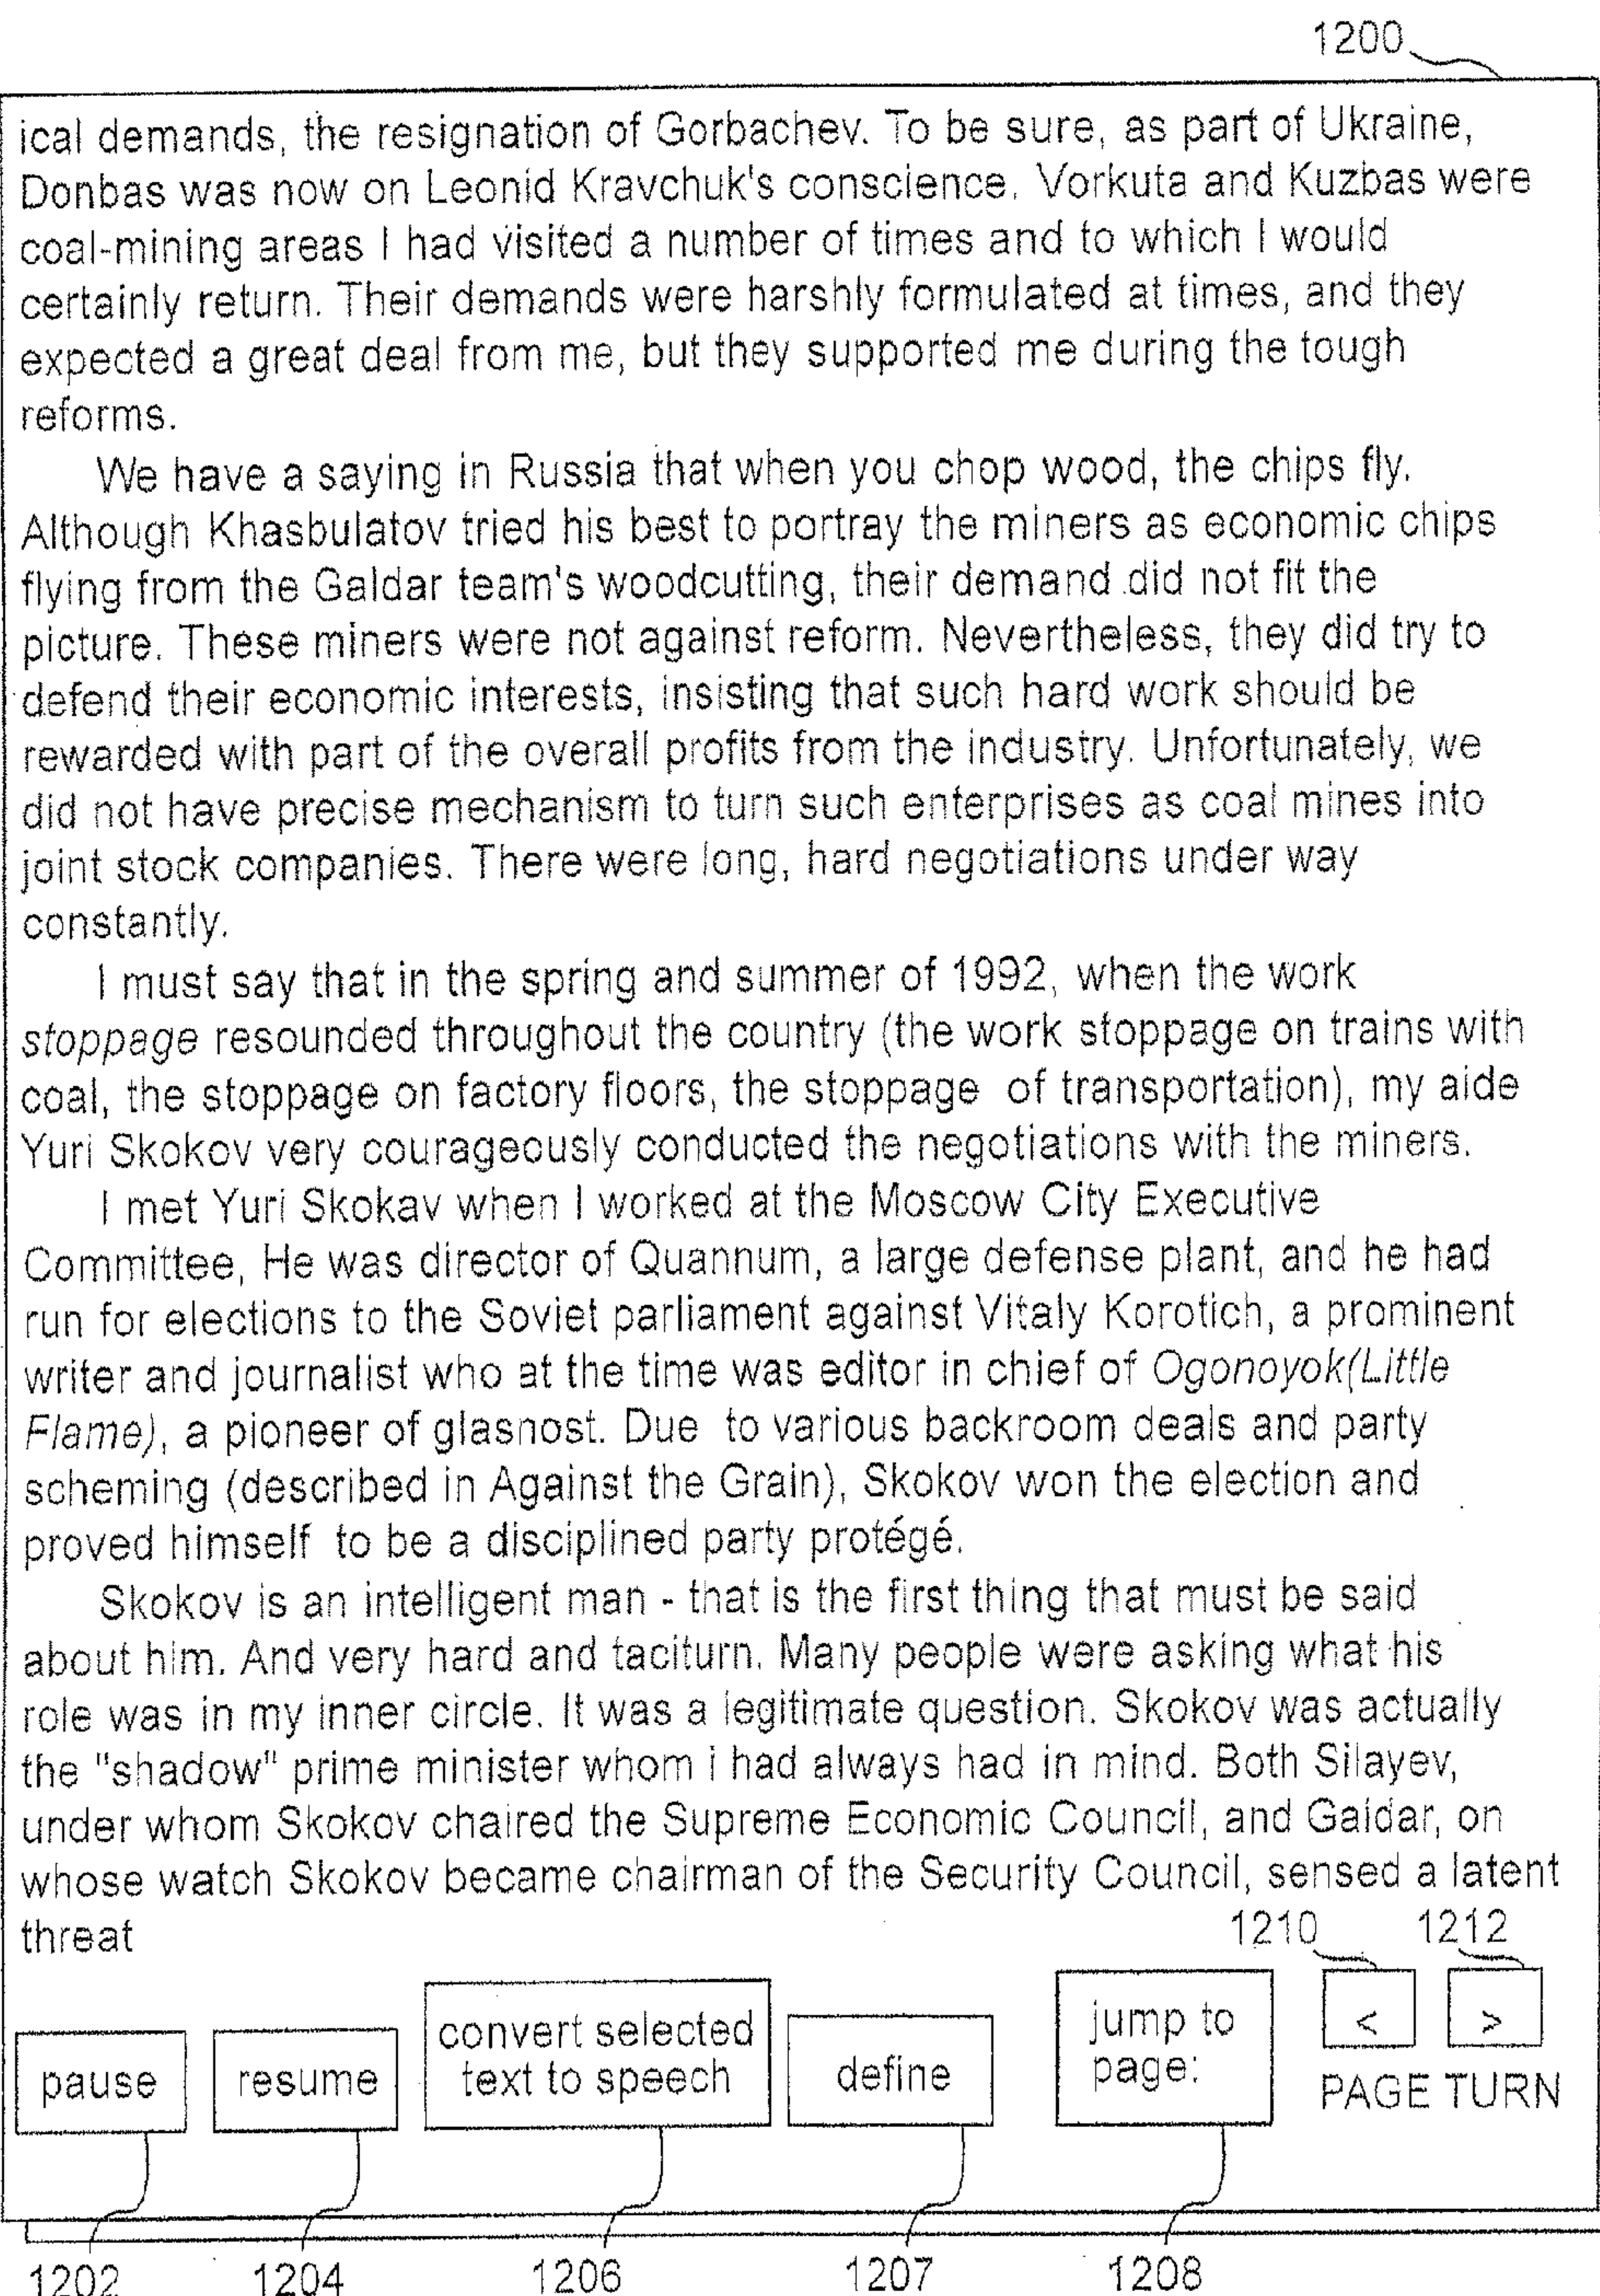 1200
ical demands, the resignation of Gorbachev. To be sure, as part of Ukraine,
Donbas was now on Leonid Kravchuk's conscience. Vorkuta and Kuzbas were
coal-mining areas I had visited a number of times and to which I would
certainly return. Their demands were harshly formulated at times, and they
expected a great deal from me, but they supported me during the tough
reforms.
We have a saying in Russia that when you chop wood, the chips fly.
Although Khasbulatov tried his best to portray the miners as economic chips
flying from the Galdar team's woodcutting, their demand did not fit the
picture. These miners were not against reform. Nevertheless, they did try to
defend their economic interests, insisting that such hard work should be
rewarded with part of the overall profits from the industry. Unfortunately, we
did not have precise mechanism to turn such enterprises as coal mines into
joint stock companies. There were long, hard negotiations under way
constantly.
I must say that in the spring and summer of 1992, when the work
stoppage resounded throughout the country (the work stoppage on trains with
coal, the stoppage on factory floors, the stoppage of transportation), my aide
Yuri Skokov very courageously conducted the negotiations with the miners.
I met Yuri Skokav when I worked at the Moscow City Executive
Committee, He was director of Quannum, a large defense plant, and he had
run for elections to the Soviet parliament against Vitaly Korotich, a prominent
writer and journalist who at the time was editor in chief of Ogonoyok(Little
Flame), a pioneer of glasnost. Due to various backroom deals and party
scheming (described in Against the Grain), Skokov won the election and
proved himself to be a disciplined party protégé.
Skokov is an intelligent man - that is the first thing that must be said
about him. And very hard and taciturn. Many people were asking what his
role was in my inner circle. It was a legitimate question. Skokov was actually
the "shadow" prime minister whom i had always had in mind. Both Silayev,
under whom Skokov chaired the Supreme Economic Council, and Gaidar, on
whose watch Skokov became chairman of the Security Council, sensed a latent
threat
1210 1212
pause resume convert selected text to speech define jump to page: < >
PAGE TURN
1202 1204 1206 1207 1208